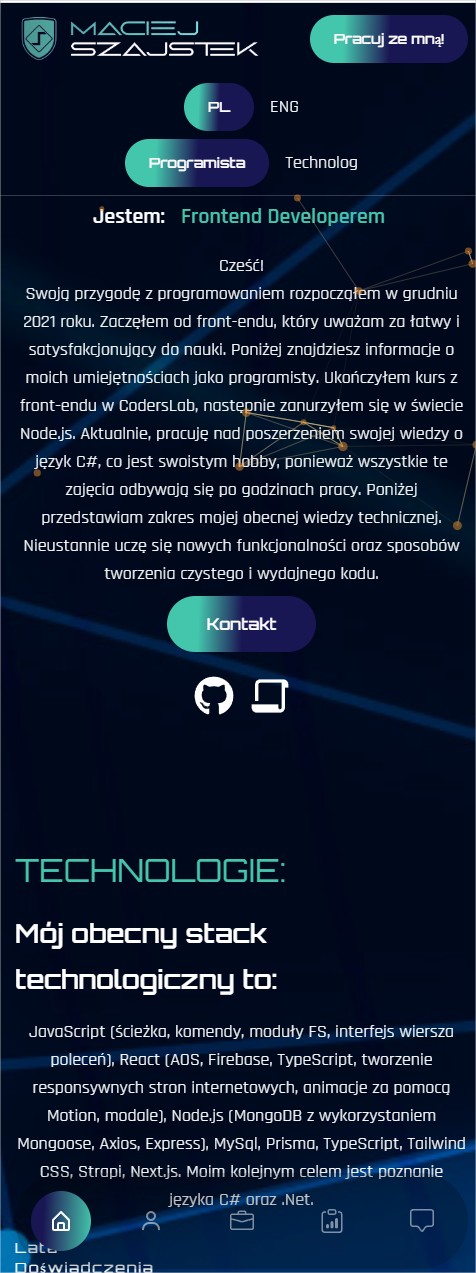 MACIEJ
SZAJSTEK
Pracuj ze mną!
PL ENG
Programista Technolog
Jestem: Frontend Developerem
Cześć!
Swoją przygodę z programowaniem rozpocząłem w grudniu
2021 roku. Zacząłem od front-endu, który uważam za łatwy i
satysfakcjonujący do nauki. Poniżej znajdziesz informacje o
moich umiejętnościach jako programisty. Ukończyłem kurs z
front-endu w CodersLab, następnie zanurzyłem się w świecie
Node.js. Aktualnie, pracuję nad poszerzeniem swojej wiedzy o
język C#, co jest swoistym hobby, ponieważ wszystkie te
zajęcia odbywają się po godzinach pracy. Poniżej
przedstawiam zakres mojej obecnej wiedzy technicznej.
Nieustannie uczę się nowych funkcjonalności oraz sposobów
tworzenia czystego i wydajnego kodu.
Kontakt
TECHNOLOGIE:
Mój obecny stack
technologiczny to:
JavaScript (ścieżka, komendy, moduły FS, interfejs wiersza
poleceń), React (AOS, Firebase, TypeScript, tworzenie
responsywnych stron internetowych, animacje za pomocą
Motion, modale), Node.js (MongoDB z wykorzystaniem
Mongoose, Axios, Express), MySql, Prisma, TypeScript, Tailwind
CSS, Strapi, Next.js. Moim kolejnym celem jest poznanie
języka C# oraz .Net.
Lata
Doświadczenia